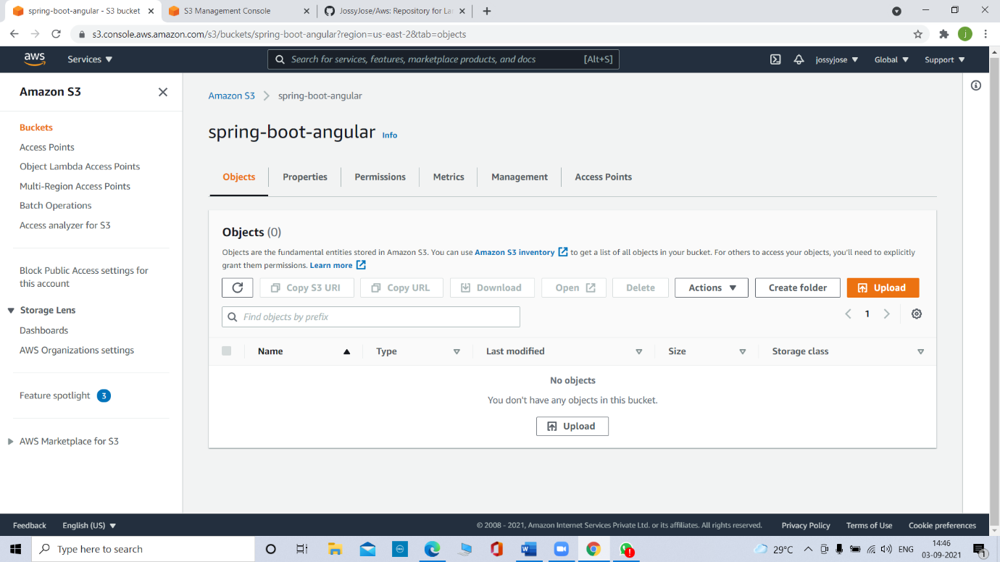 spring-boot-angular - S3 bucket
S3 Management Console
JossyJose/Aws: Repository for La
s3.console.aws.amazon.com/s3/buckets/spring-boot-angular?region=us-east-2&tab=objects
j
aws
Services
Search for services, features, marketplace products, and docs
[Alt+S]
jossyjose
Global
Support
Amazon S3
Buckets
Access Points
Object Lambda Access Points
Multi-Region Access Points
Batch Operations
Access analyzer for S3
Block Public Access settings for
this account
Storage Lens
Dashboards
AWS Organizations settings
Feature spotlight 3
AWS Marketplace for S3
Amazon S3 > spring-boot-angular
spring-boot-angular Info
Objects
Properties
Permissions
Metrics
Management
Access Points
Objects (0)
Objects are the fundamental entities stored in Amazon S3. You can use Amazon S3 inventory to get a list of all objects in your bucket. For others to access your objects, you'll need to explicitly
grant them permissions. Learn more
Copy S3 URI
Copy URL
Download
Open
Delete
Actions
Create folder
Upload
Find objects by prefix
1
Name
Type
Last modified
Size
Storage class
No objects
You don't have any objects in this bucket.
Upload
Feedback
English (US)
© 2008 - 2021, Amazon Internet Services Private Ltd. or its affiliates. All rights reserved.
Privacy Policy
Terms of Use
Cookie preferences
Type here to search
29°C
ENG
14:46
03-09-2021
1